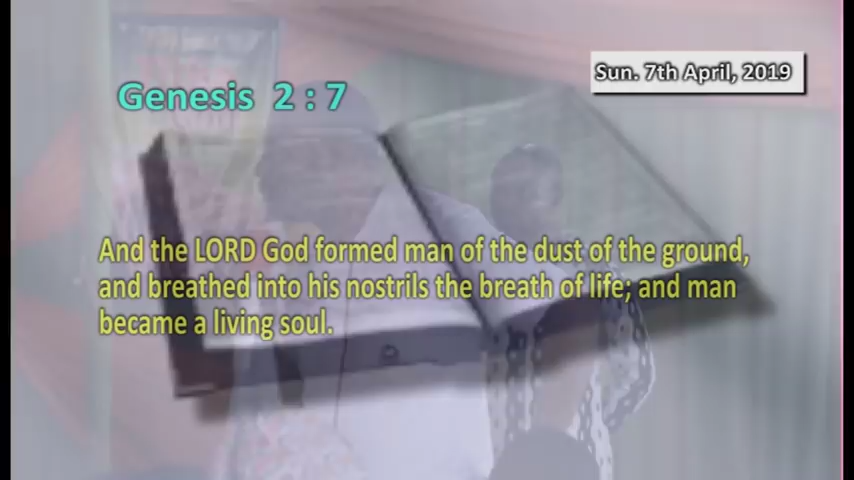 Sun. 7th April, 2019
Genesis 2 : 7
And the LORD God formed man of the dust of the ground,
and breathed into his nostrils the breath of life; and man
became a living soul.